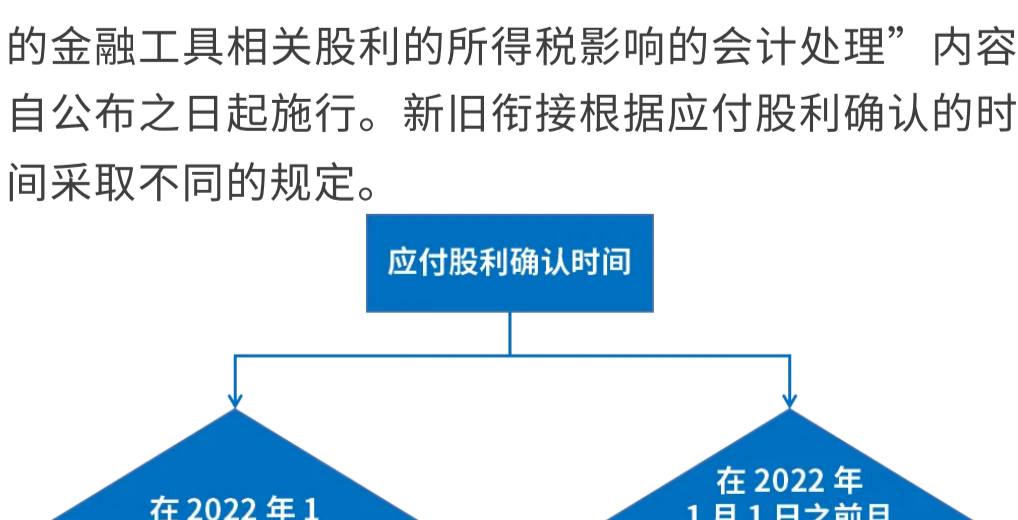 的金融工具相关股利的所得税影响的会计处理”内容
自公布之日起施行。新旧衔接根据应付股利确认的时
间采取不同的规定。
应付股利确认时间
在 2022 年 1
在 2022 年
1 月 1 日之前且